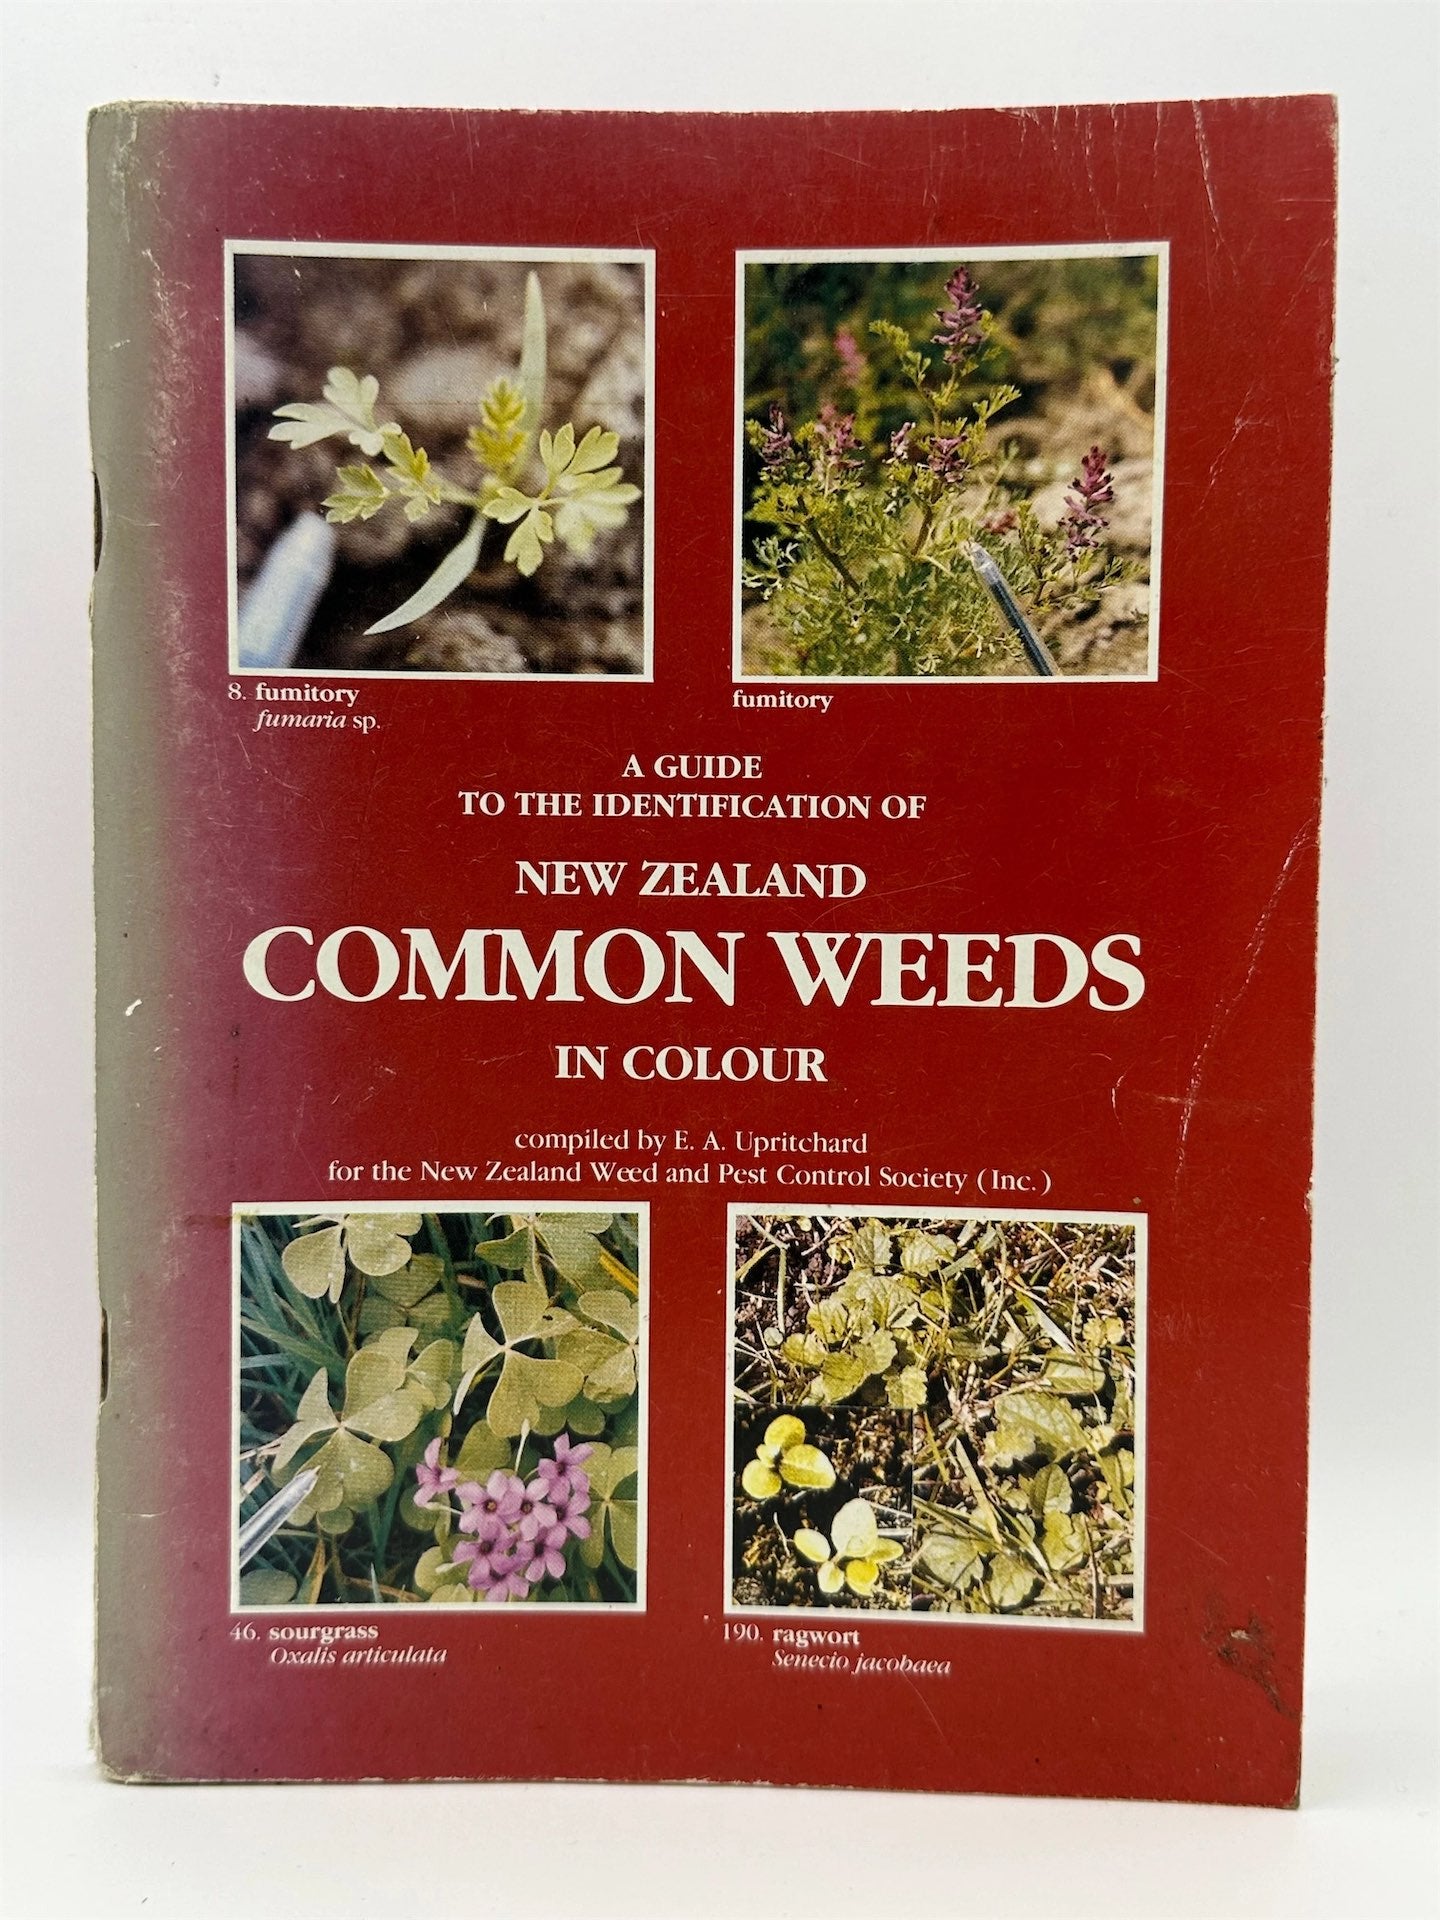 8. fumitory
fumaria sp.
fumitory
A GUIDE
TO THE IDENTIFICATION OF
NEW ZEALAND
COMMON WEEDS
IN COLOUR
compiled by E. A. Upritchard
for the New Zealand Weed and Pest Control Society (Inc.)
46. sourgrass
Oxalis articulata
190. ragwort
Senecio jacobaea